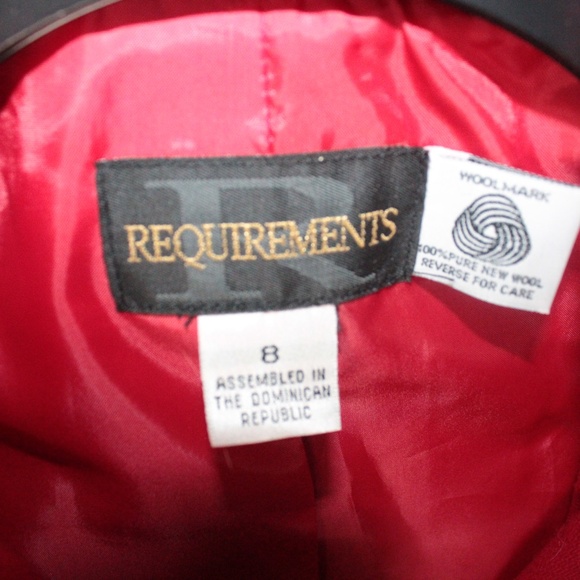 R
REQUIREMENTS
WOOLMARK
100% PURE NEW WOOL
REVERSE FOR CARE
8
ASSEMBLED IN
THE DOMINICAN
REPUBLIC